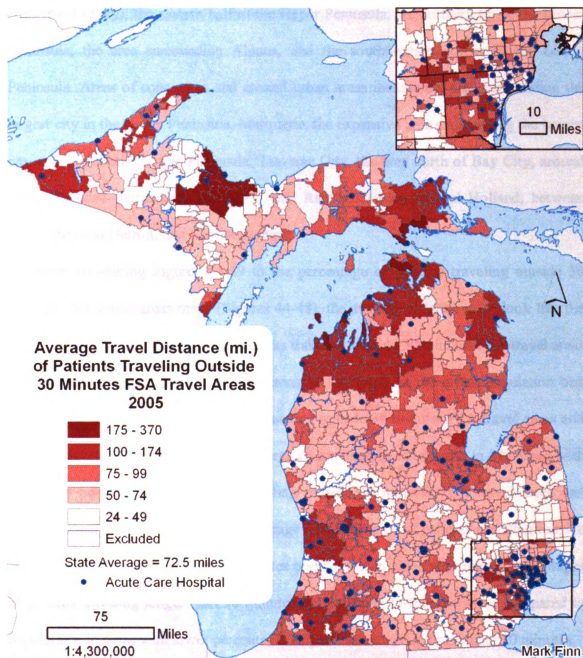 10
Miles
N
Average Travel Distance (mi.)
of Patients Traveling Outside
30 Minutes FSA Travel Areas
2005
175 - 370
100 - 174
75 - 99
50 - 74
24 - 49
Excluded
State Average = 72.5 miles
Acute Care Hospital
75
Miles
1:4,300,000
Mark Finn